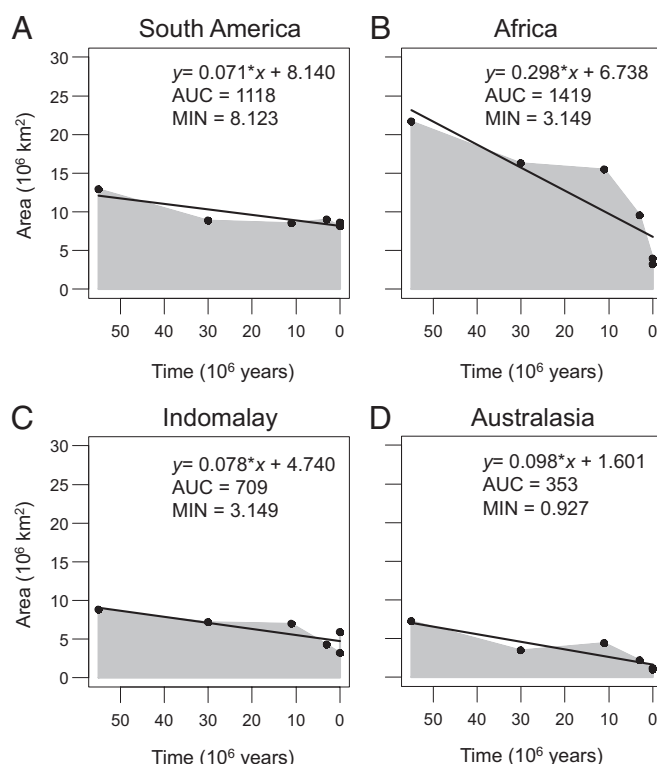 A South America
30
25
20
15
10
5
0
Area (10⁶ km²)
y= 0.071*x + 8.140
AUC = 1118
MIN = 8.123
50 40 30 20 10 0
Time (10⁶ years)
B Africa
y= 0.298*x + 6.738
AUC = 1419
MIN = 3.149
50 40 30 20 10 0
Time (10⁶ years)
C Indomalay
30
25
20
15
10
5
0
Area (10⁶ km²)
y= 0.078*x + 4.740
AUC = 709
MIN = 3.149
50 40 30 20 10 0
Time (10⁶ years)
D Australasia
y= 0.098*x + 1.601
AUC = 353
MIN = 0.927
50 40 30 20 10 0
Time (10⁶ years)